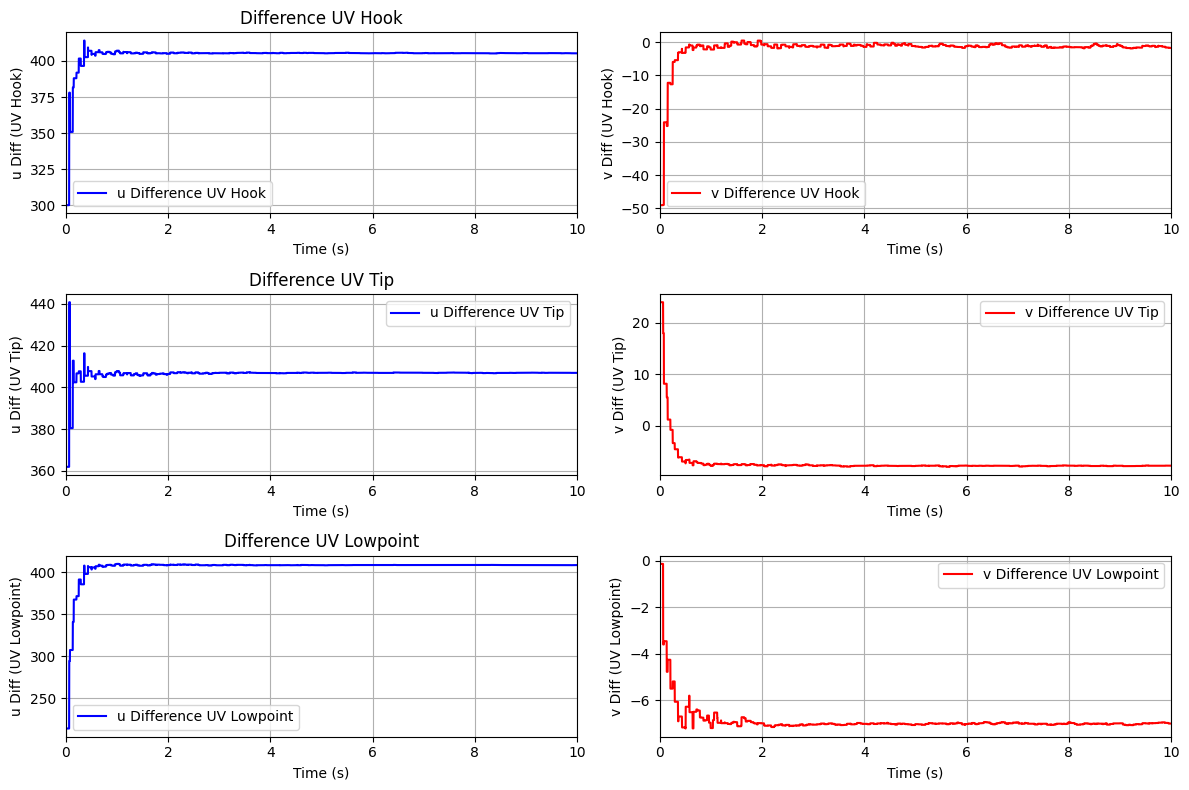 Difference UV Hook
u Diff (UV Hook)
400
375
350
325
300
u Difference UV Hook
0 2 4 6 8 10
Time (s)
v Diff (UV Hook)
0
−10
−20
−30
−40
−50
v Difference UV Hook
0 2 4 6 8 10
Time (s)
Difference UV Tip
u Diff (UV Tip)
440
420
400
380
360
u Difference UV Tip
0 2 4 6 8 10
Time (s)
v Diff (UV Tip)
20
10
0
v Difference UV Tip
0 2 4 6 8 10
Time (s)
Difference UV Lowpoint
u Diff (UV Lowpoint)
400
350
300
250
u Difference UV Lowpoint
0 2 4 6 8 10
Time (s)
v Diff (UV Lowpoint)
0
−2
−4
−6
v Difference UV Lowpoint
0 2 4 6 8 10
Time (s)